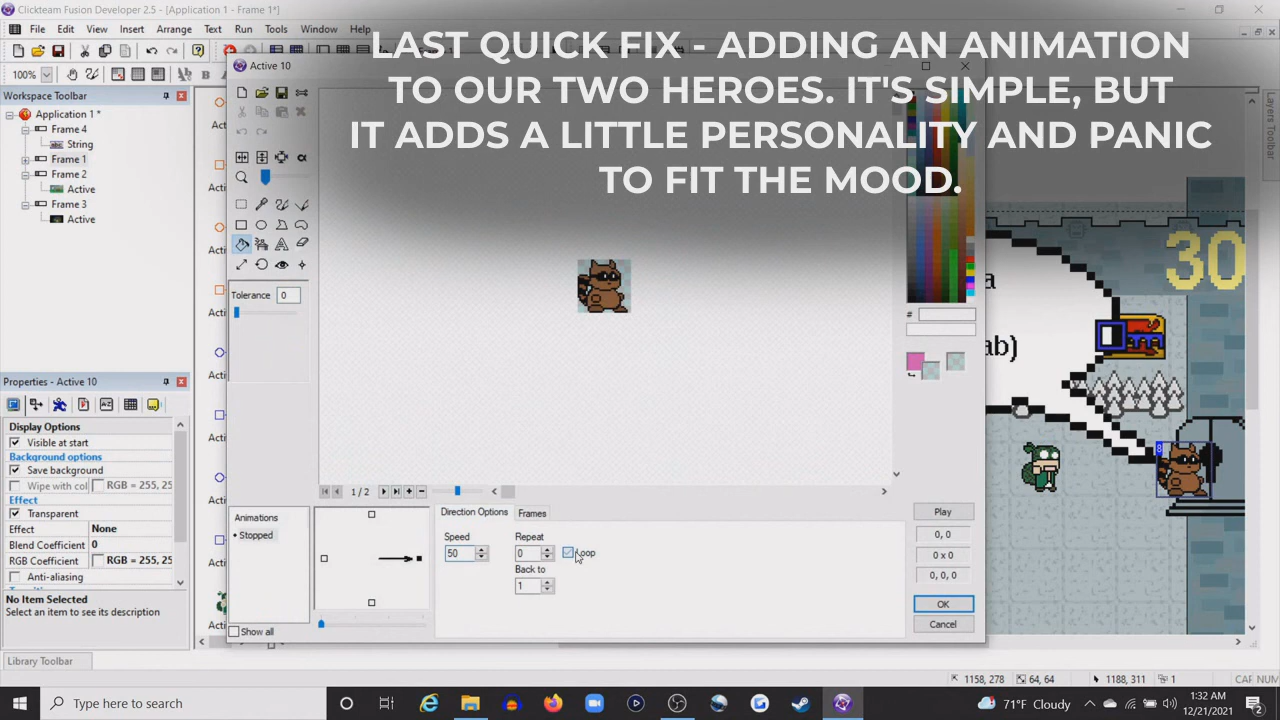 Clickteam Fusion Developer 2.5 - [Application 1 - Frame 1*]
File Edit View Insert Arrange Text Run Tools Window Help
LAST QUICK FIX - ADDING AN ANIMATION
TO OUR TWO HEROES. IT'S SIMPLE, BUT
IT ADDS A LITTLE PERSONALITY AND PANIC
TO FIT THE MOOD.
100%
Active 10
Workspace Toolbar
Application 1 *
Frame 4
String
Frame 1
Frame 2
Active
Frame 3
Active
Tolerance 0
#
30
ab)
8
Properties - Active 10
Display Options
Visible at start
Background options
Save background
Wipe with col RGB = 255, 25
Effect
Transparent
Effect None
Blend Coefficient 0
RGB Coefficient RGB = 255, 25
Anti-aliasing
No Item Selected
Select an item to see its description
1 / 2
Animations
• Stopped
Show all
Direction Options Frames
Speed Repeat
50 0 Loop
Back to
1
Play
0, 0
0 x 0
0, 0, 0
OK
Cancel
Library Toolbar
1158, 278 64, 64 1188, 311 1 CAP NUM
Layers Toolbar
Type here to search
71°F Cloudy
1:32 AM
12/21/2021
2